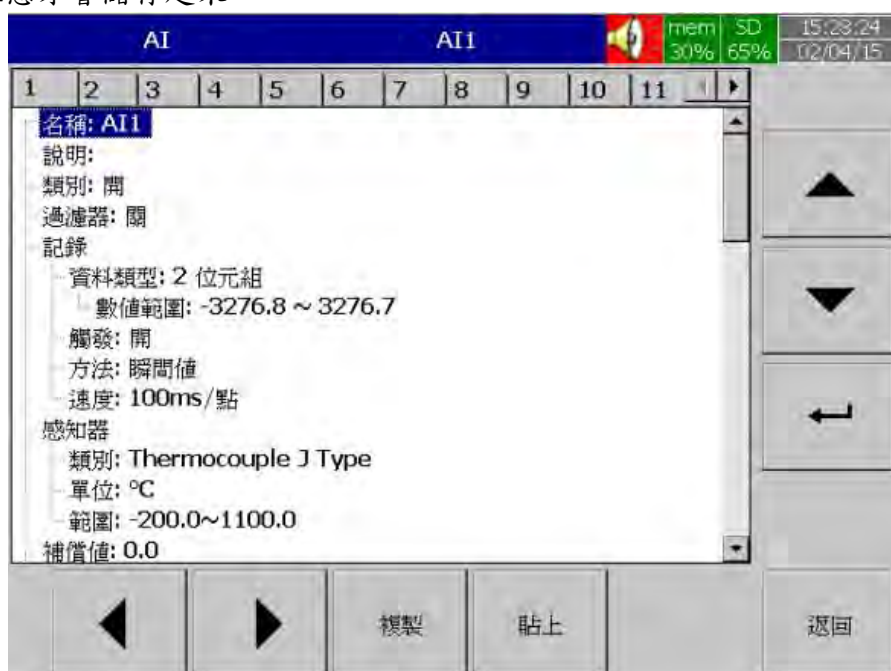 AI AI1 mem SD 15:23:24
30% 65% 02/04/15
1 2 3 4 5 6 7 8 9 10 11
名稱: AI1
說明:
類別: 開
過濾器: 關
記錄
資料類型: 2 位元組
數值範圍: -3276.8 ~ 3276.7
觸發: 開
方法: 瞬間值
速度: 100ms/點
感知器
類別: Thermocouple J Type
單位: °C
範圍: -200.0~1100.0
補償值: 0.0
複製 貼上 返回